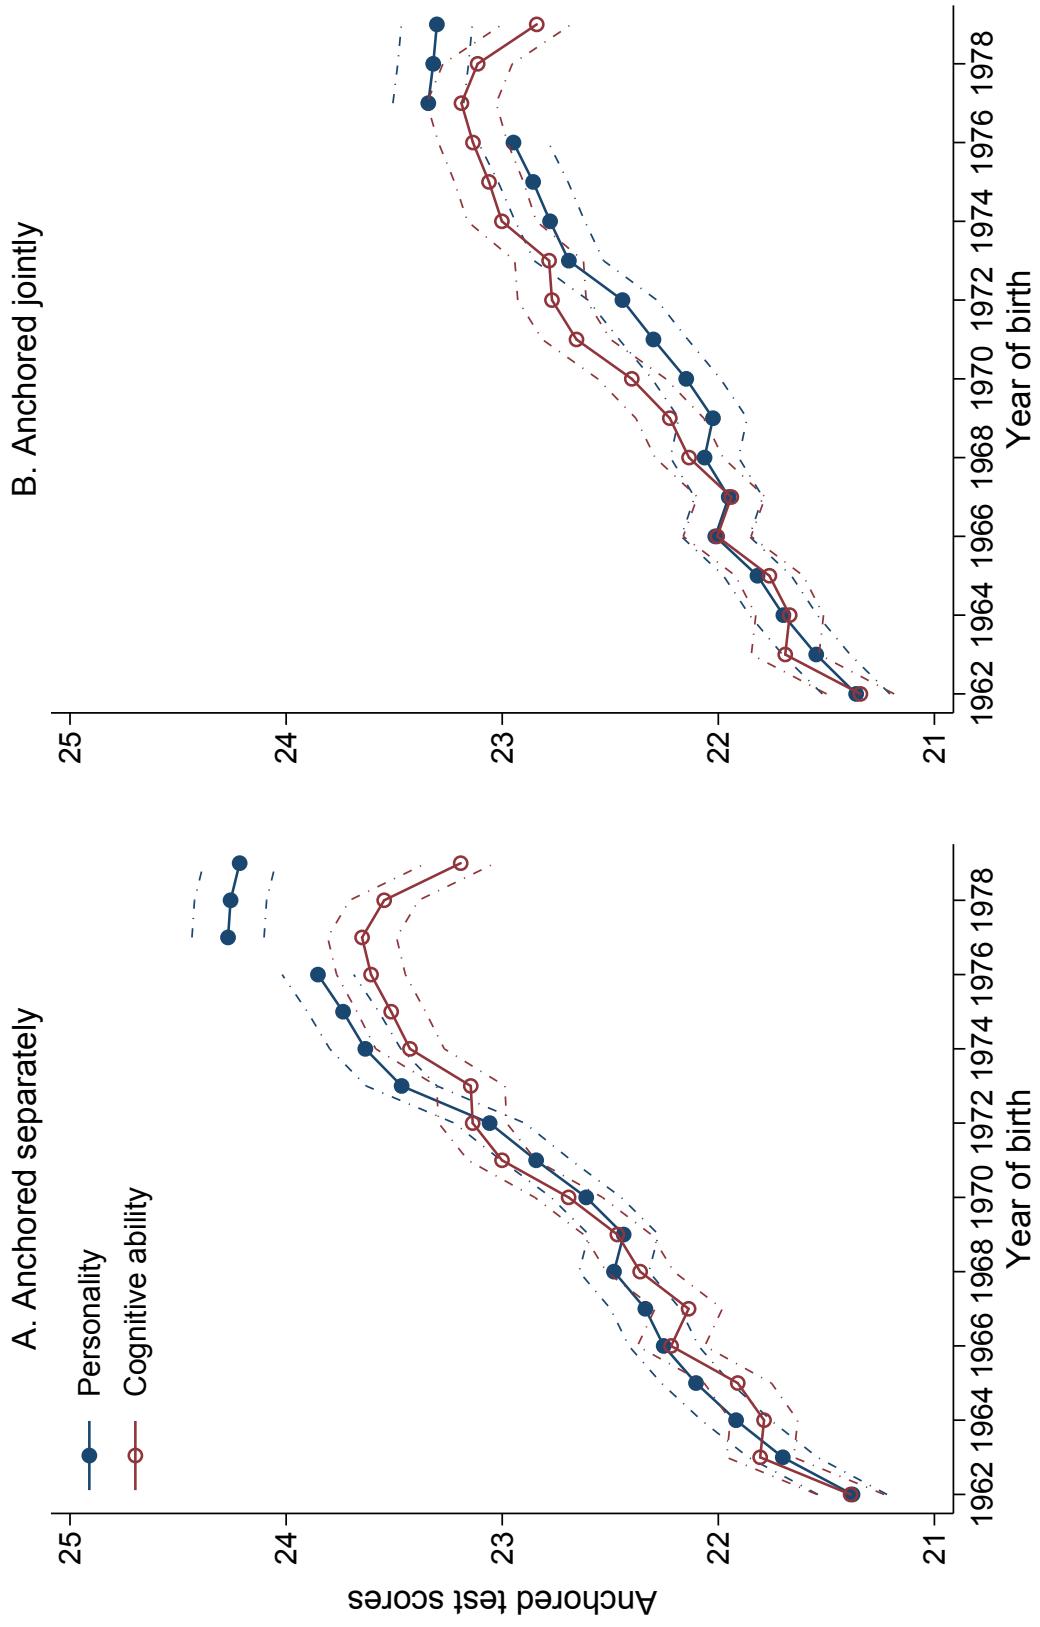 A. Anchored separately
Personality
Cognitive ability
Anchored test scores
25
24
23
22
21
1962 1964 1966 1968 1970 1972 1974 1976 1978
Year of birth
B. Anchored jointly
25
24
23
22
21
1962 1964 1966 1968 1970 1972 1974 1976 1978
Year of birth